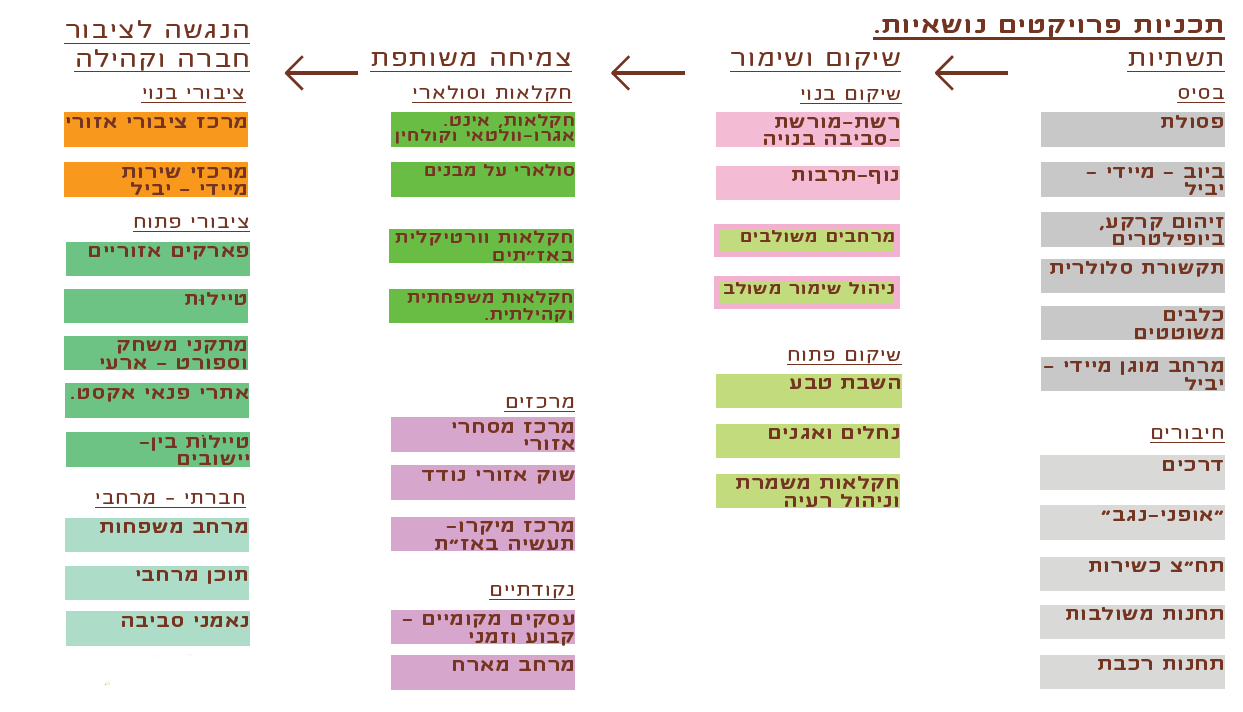 תכניות פרויקטים נושאיות.
תשתיות
בסיס
פסולת
ביוב – מיידי –
יביל
זיהום קרקע,
ביופילטרים
תקשורת סלולרית
כלבים
משוטטים
מרחב מוגן מיידי –
יביל
חיבורים
דרכים
״אופני-נגב״
תח״צ כשירות
תחנות משולבות
תחנות רכבת
שיקום ושימור
שיקום בנוי
רשת-מורשת
-סביבה בנויה
נוף-תרבות
מרחבים משולבים
ניהול שימור משולב
שיקום פתוח
השבת טבע
נחלים ואגנים
חקלאות משמרת
וניהול רעיה
צמיחה משותפת
חקלאות וסולארי
חקלאות, אינט.
אגרו-וולטאי וקולחין
סולארי על מבנים
חקלאות וורטיקלית
באז״תים
חקלאות משפחתית
וקהילתית.
מרכזים
מרכז מסחרי
אזורי
שוק אזורי נודד
מרכז מיקרו-
תעשיה באז״ת
נקודתיים
עסקים מקומיים –
קבוע וזמני
מרחב מארח
הנגשה לציבור
חברה וקהילה
ציבורי בנוי
מרכז ציבורי אזורי
מרכזי שירות
מיידי – יביל
ציבורי פתוח
פארקים אזוריים
טיילות
מתקני משחק
וספורט – ארעי
אתרי פנאי אקסט.
טיילות בין-
יישובים
חברתי – מרחבי
מרחב משפחות
תוכן מרחבי
נאמני סביבה